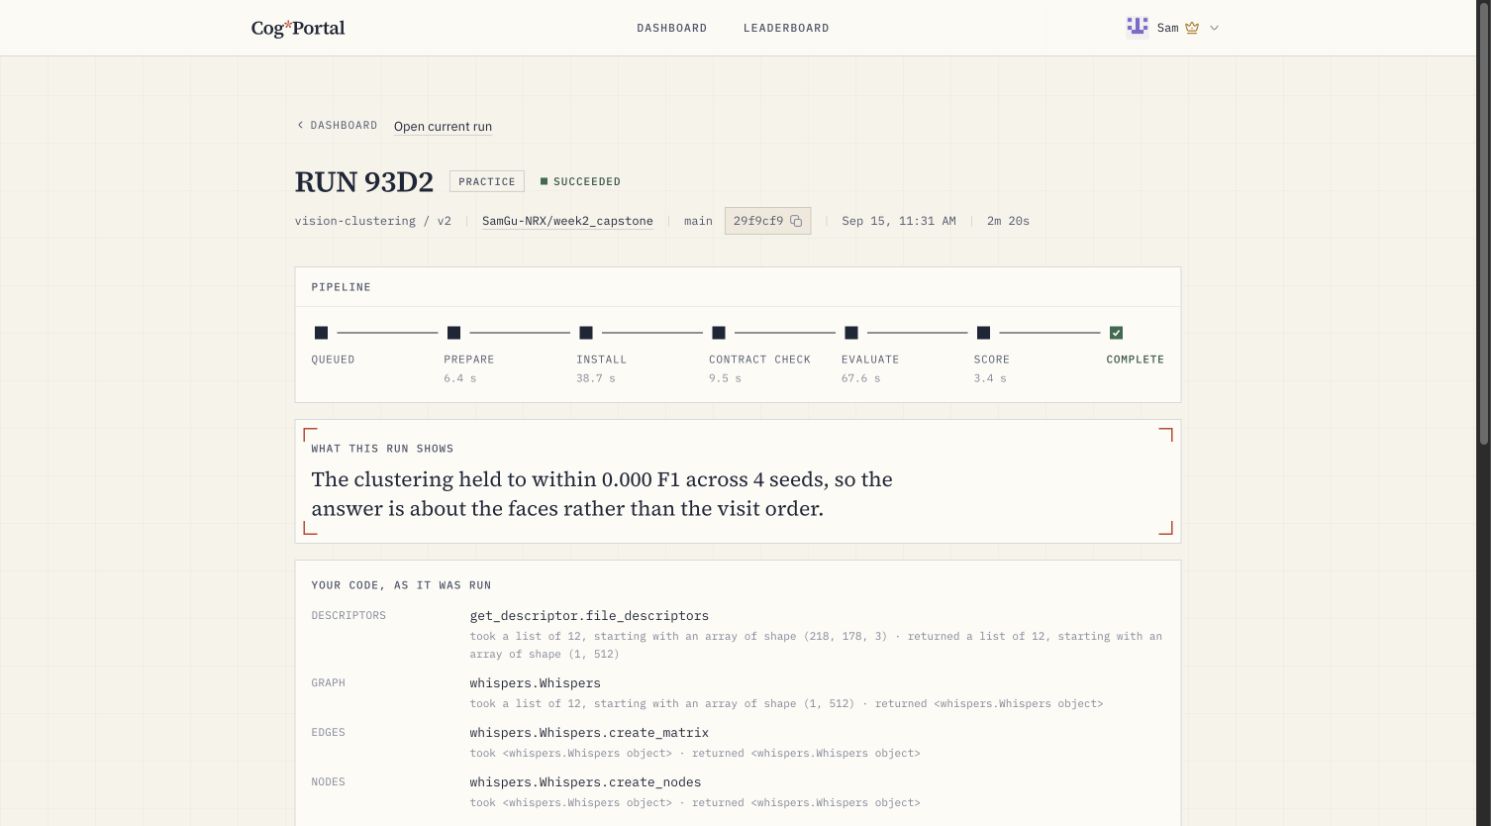 Cog*Portal
DASHBOARD
LEADERBOARD
Sam
DASHBOARD
Open current run
RUN 93D2
PRACTICE
SUCCEEDED
vision-clustering / v2
SamGu-NRX/week2_capstone
main
29f9cf9
Sep 15, 11:31 AM
2m 20s
PIPELINE
QUEUED
PREPARE
6.4 s
INSTALL
38.7 s
CONTRACT CHECK
9.5 s
EVALUATE
67.6 s
SCORE
3.4 s
COMPLETE
WHAT THIS RUN SHOWS
The clustering held to within 0.000 F1 across 4 seeds, so the
answer is about the faces rather than the visit order.
YOUR CODE, AS IT WAS RUN
DESCRIPTORS
get_descriptor.file_descriptors
took a list of 12, starting with an array of shape (218, 178, 3) · returned a list of 12, starting with an
array of shape (1, 512)
GRAPH
whispers.Whispers
took a list of 12, starting with an array of shape (1, 512) · returned <whispers.Whispers object>
EDGES
whispers.Whispers.create_matrix
took <whispers.Whispers object> · returned <whispers.Whispers object>
NODES
whispers.Whispers.create_nodes
took <whispers.Whispers object> · returned <whispers.Whispers object>